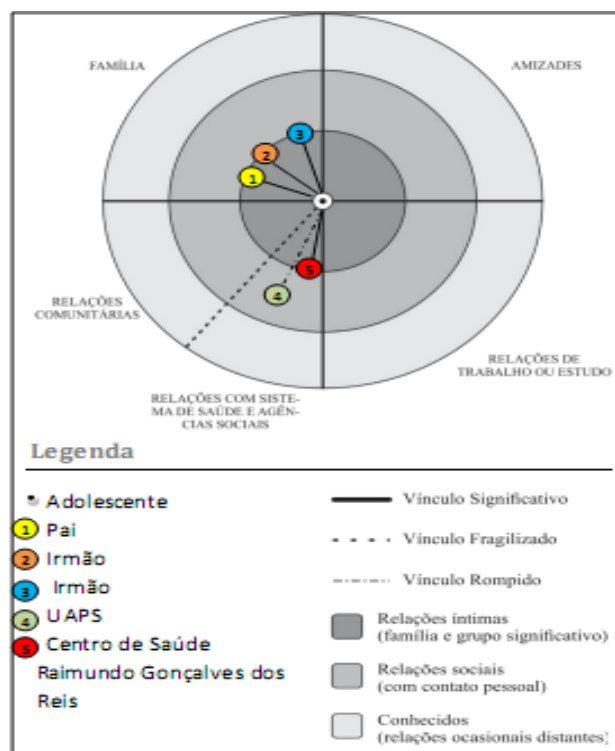 FAMÍLIA
AMIZADES
3
2
1
5
4
RELAÇÕES
COMUNITÁRIAS
RELAÇÕES DE
TRABALHO OU ESTUDO
RELAÇÕES COM SISTE-
MA DE SAÚDE E AGÊN-
CIAS SOCIAIS
Legenda
Adolescente
1 Pai
2 Irmão
3 Irmão
4 UAPS
5 Centro de Saúde
Raimundo Gonçalves dos
Reis
Vínculo Significativo
Vínculo Fragilizado
Vínculo Rompido
Relações íntimas
(família e grupo significativo)
Relações sociais
(com contato pessoal)
Conhecidos
(relações ocasionais distantes)